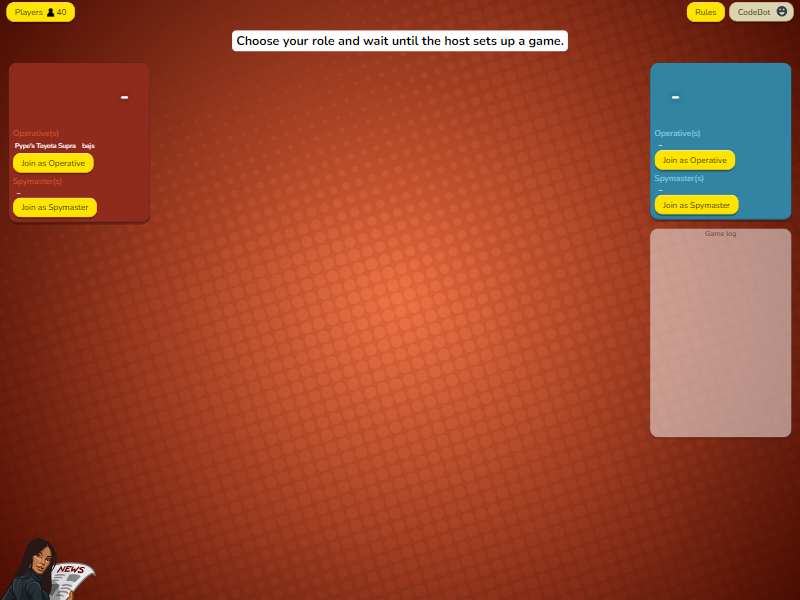 Players 40
Rules
CodeBot
Choose your role and wait until the host sets up a game.
-
Operative(s)
Pype's Toyota Supra bajs
Join as Operative
Spymaster(s)
–
Join as Spymaster
-
Operative(s)
–
Join as Operative
Spymaster(s)
–
Join as Spymaster
Game log
NEWS